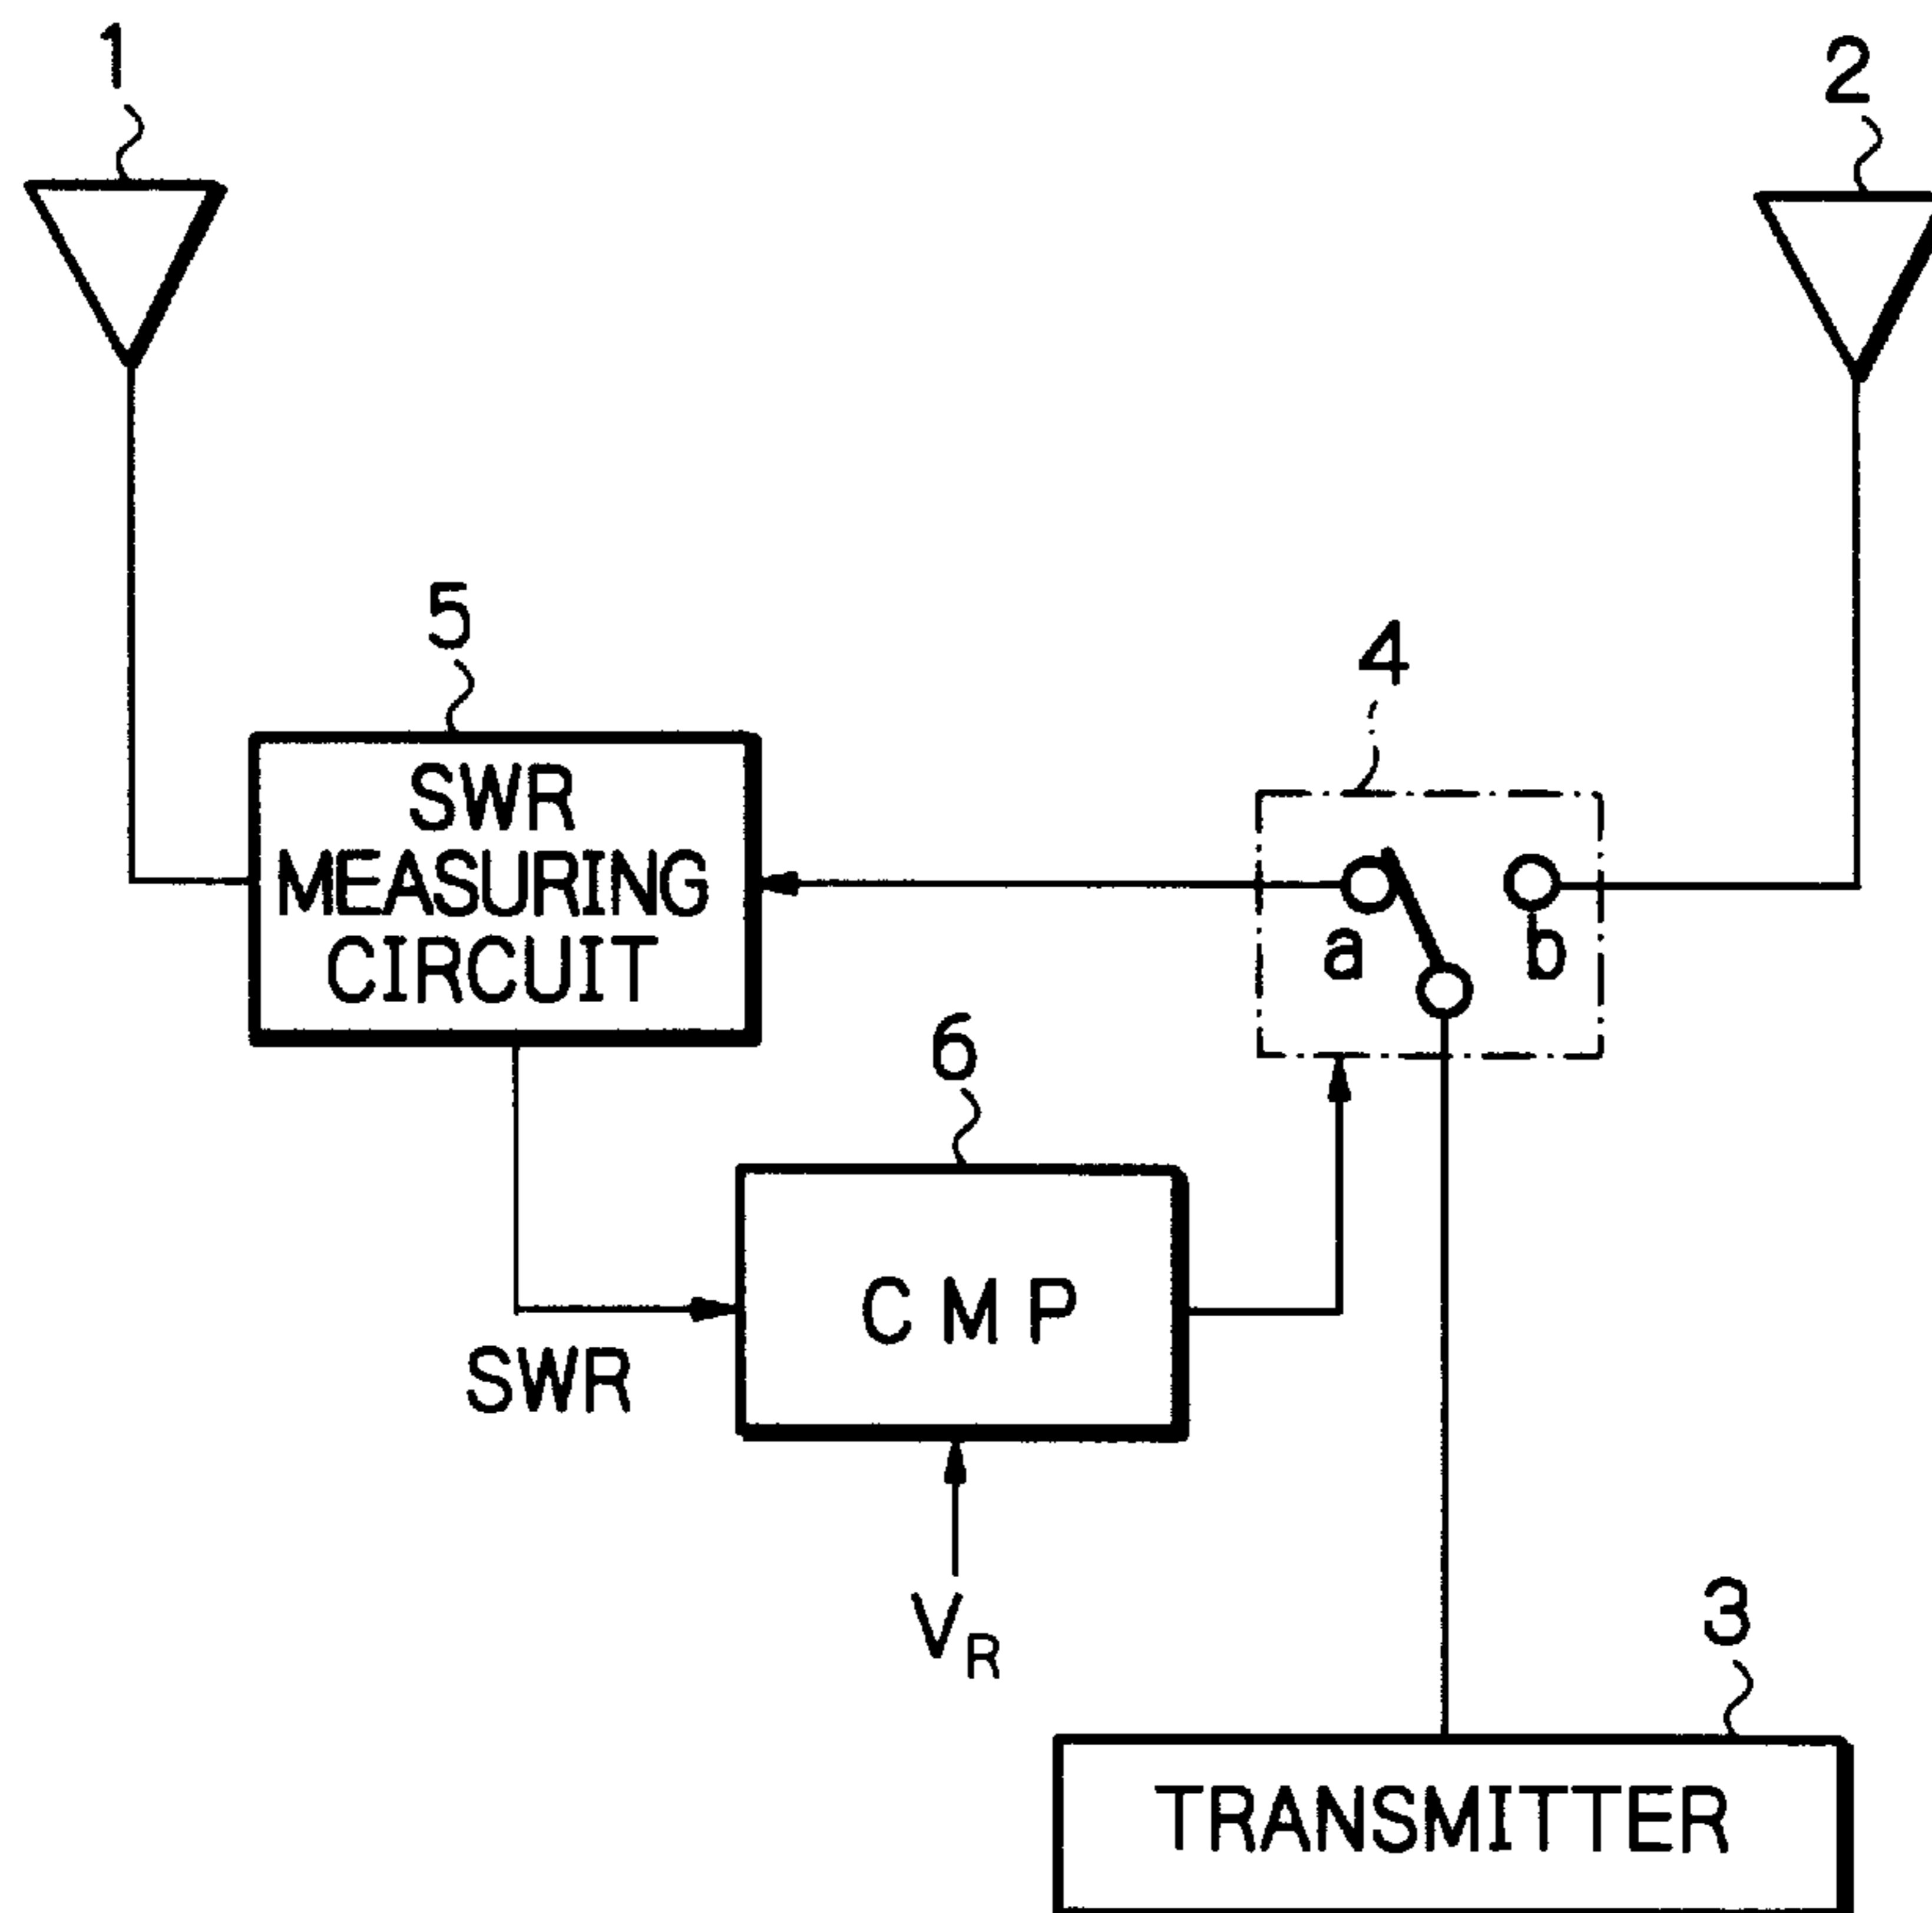 1
2
5
4
SWR
MEASURING
CIRCUIT
a
b
6
CMP
SWR
VR
3
TRANSMITTER